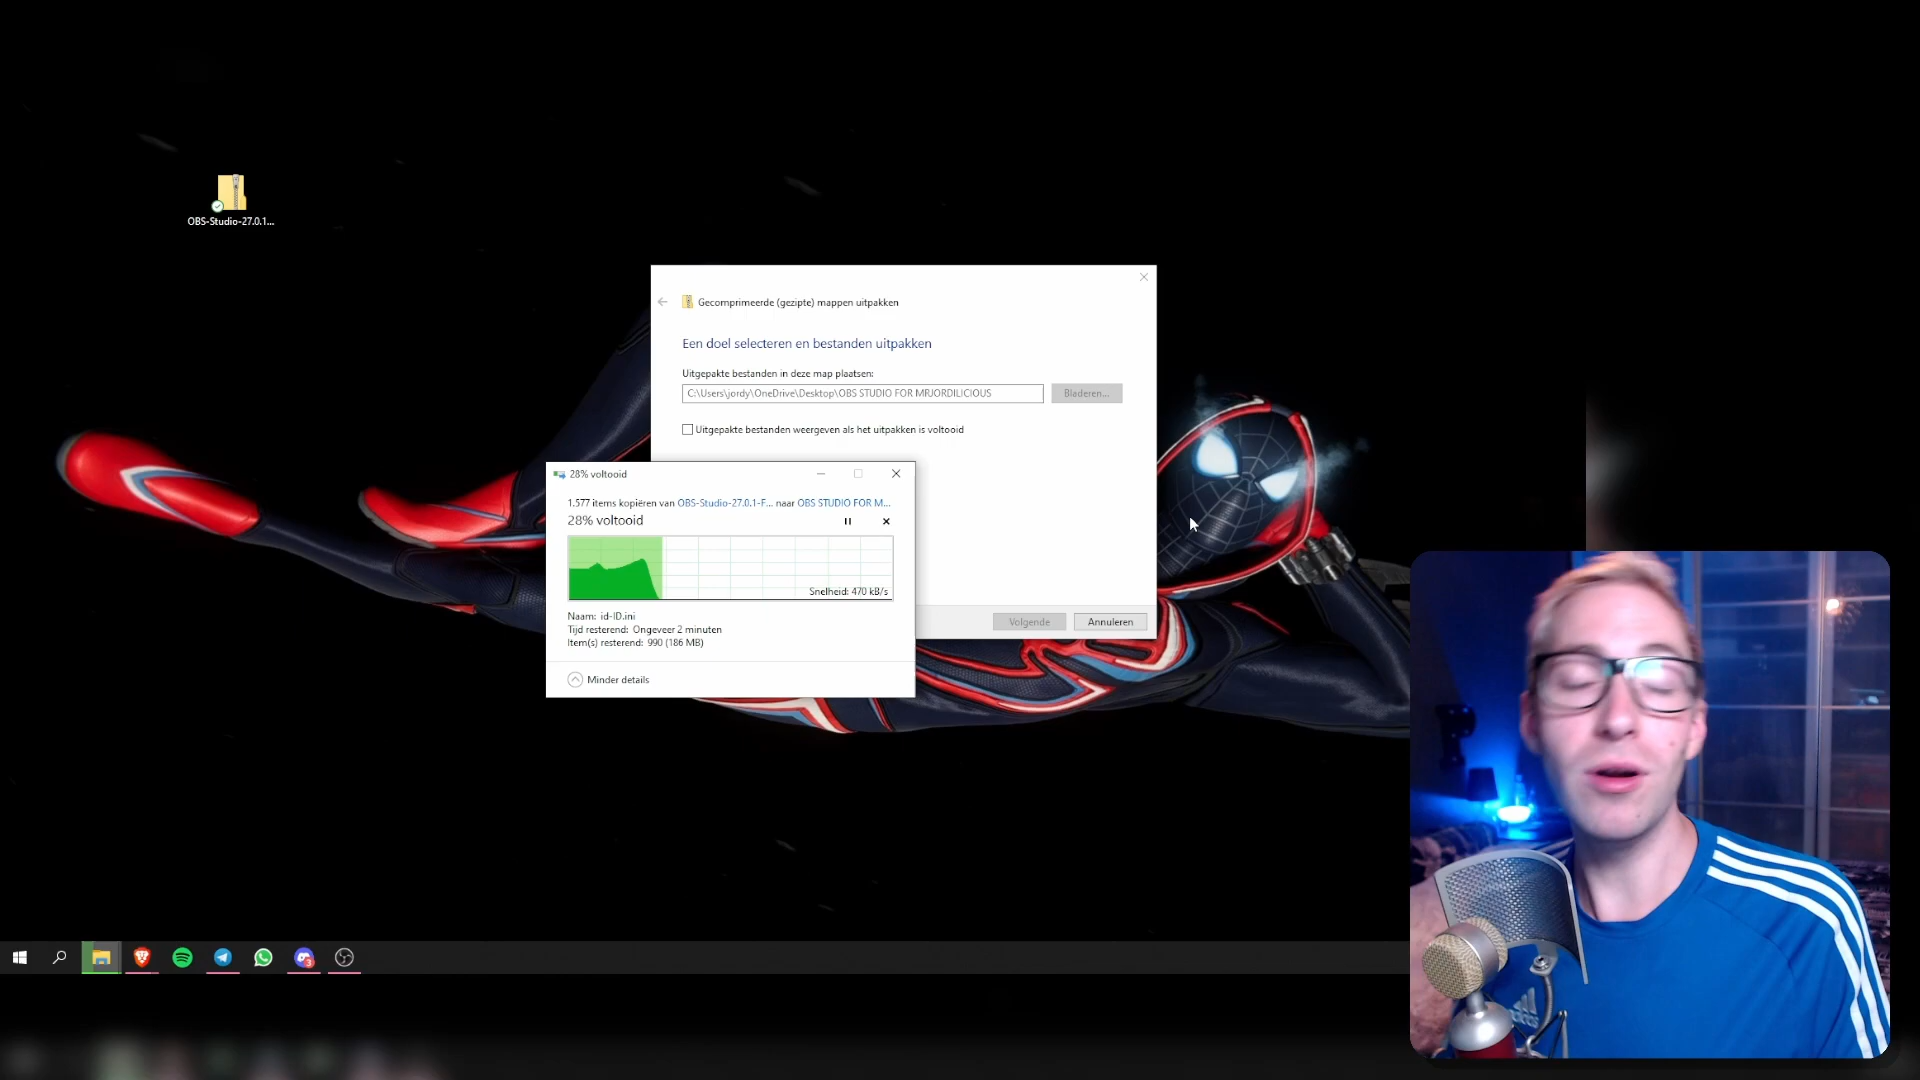 OBS-Studio-27.0.1...
Gecomprimeerde (gezipte) mappen uitpakken
Een doel selecteren en bestanden uitpakken
Uitgepakte bestanden in deze map plaatsen:
C:\Users\jordy\OneDrive\Desktop\OBS STUDIO FOR MRJORDILICIOUS
Bladeren...
Uitgepakte bestanden weergeven als het uitpakken is voltooid
28% voltooid
1.577 items kopiëren van OBS-Studio-27.0.1-F... naar OBS STUDIO FOR M...
28% voltooid
Snelheid: 470 kB/s
Naam: id-ID.ini
Tijd resterend: Ongeveer 2 minuten
Item(s) resterend: 990 (186 MB)
Minder details
Volgende
Annuleren
3
adidas